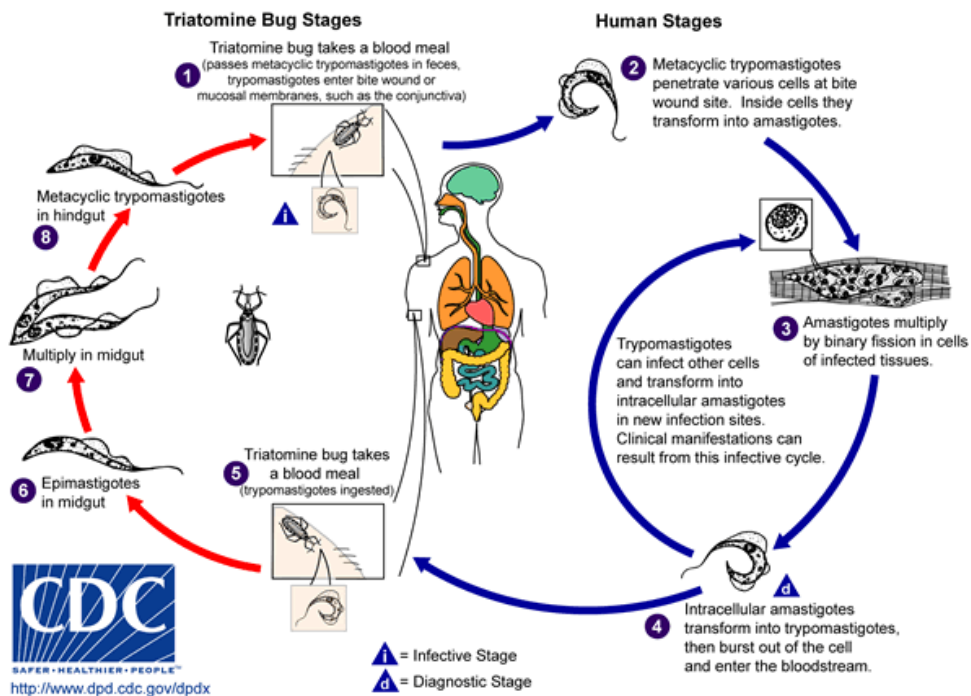 Triatomine Bug Stages
Human Stages
Triatomine bug takes a blood meal
(passes metacyclic trypomastigotes in feces,
trypomastigotes enter bite wound or
mucosal membranes, such as the conjunctiva)
1
i
2
Metacyclic trypomastigotes
penetrate various cells at bite
wound site. Inside cells they
transform into amastigotes.
3
Amastigotes multiply
by binary fission in cells
of infected tissues.
Trypomastigotes
can infect other cells
and transform into
intracellular amastigotes
in new infection sites.
Clinical manifestations can
result from this infective cycle.
d
4
Intracellular amastigotes
transform into trypomastigotes,
then burst out of the cell
and enter the bloodstream.
5
Triatomine bug takes
a blood meal
(trypomastigotes ingested)
6
Epimastigotes
in midgut
Multiply in midgut
7
Metacyclic trypomastigotes
in hindgut
8
i = Infective Stage
d = Diagnostic Stage
CDC
SAFER • HEALTHIER • PEOPLE™
http://www.dpd.cdc.gov/dpdx